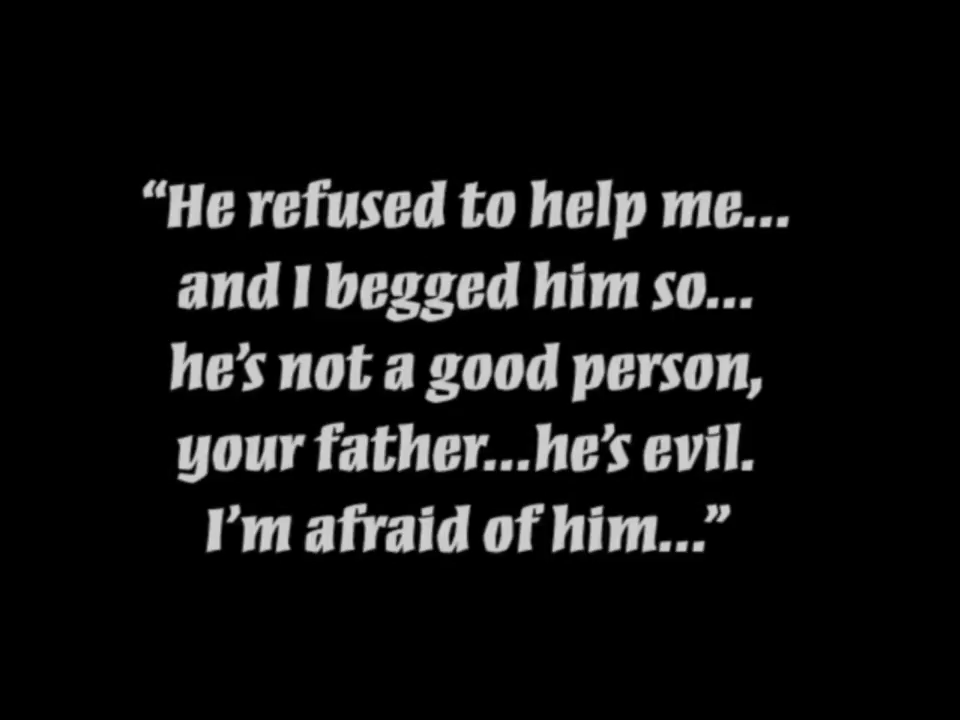 “He refused to help me...
and I begged him so...
he’s not a good person,
your father...he’s evil.
I’m afraid of him...”